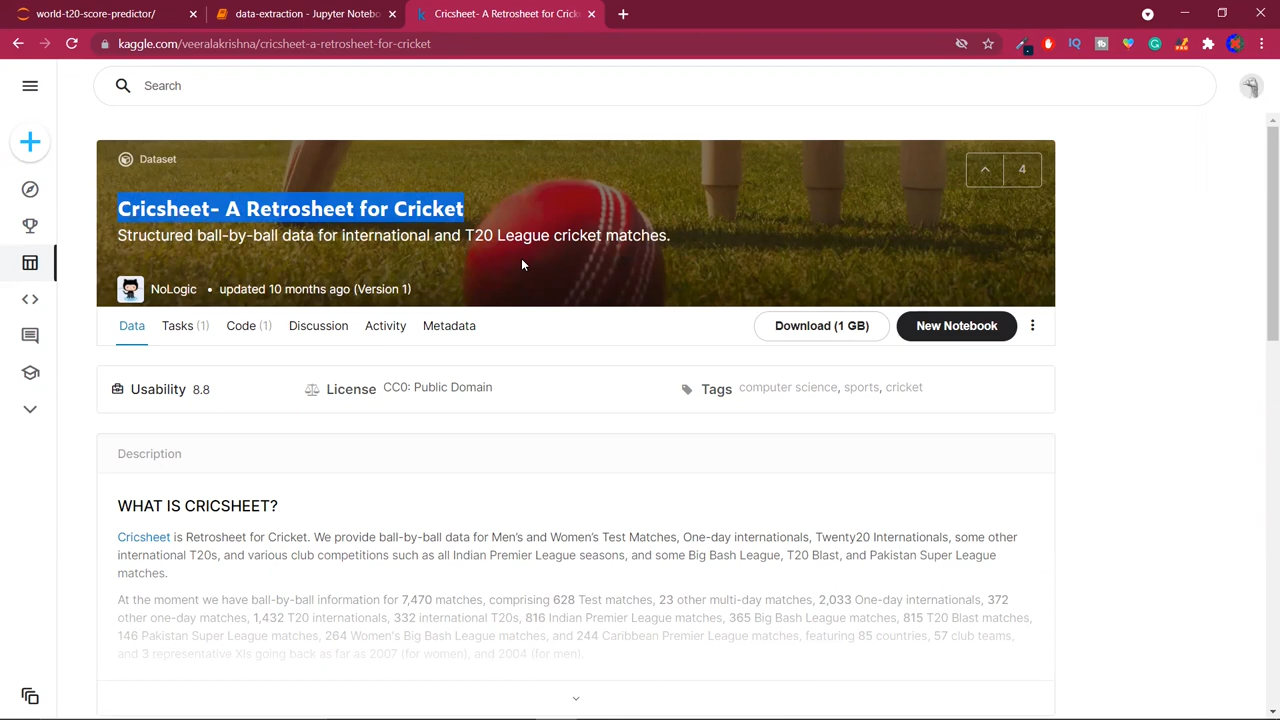 world-t20-score-predictor/
data-extraction - Jupyter Notebo
Cricsheet- A Retrosheet for Crick
kaggle.com/veeralakrishna/cricsheet-a-retrosheet-for-cricket
Search
Dataset
4
Cricsheet- A Retrosheet for Cricket
Structured ball-by-ball data for international and T20 League cricket matches.
NoLogic • updated 10 months ago (Version 1)
Data Tasks (1) Code (1) Discussion Activity Metadata Download (1 GB) New Notebook
Usability 8.8 License CC0: Public Domain Tags computer science, sports, cricket
Description
WHAT IS CRICSHEET?
Cricsheet is Retrosheet for Cricket. We provide ball-by-ball data for Men's and Women's Test Matches, One-day internationals, Twenty20 Internationals, some other
international T20s, and various club competitions such as all Indian Premier League seasons, and some Big Bash League, T20 Blast, and Pakistan Super League
matches.
At the moment we have ball-by-ball information for 7,470 matches, comprising 628 Test matches, 23 other multi-day matches, 2,033 One-day internationals, 372
other one-day matches, 1,432 T20 internationals, 332 international T20s, 816 Indian Premier League matches, 365 Big Bash League matches, 815 T20 Blast matches,
146 Pakistan Super League matches, 264 Women's Big Bash League matches, and 244 Caribbean Premier League matches, featuring 85 countries, 57 club teams,
and 3 representative XIs going back as far as 2007 (for women), and 2004 (for men).